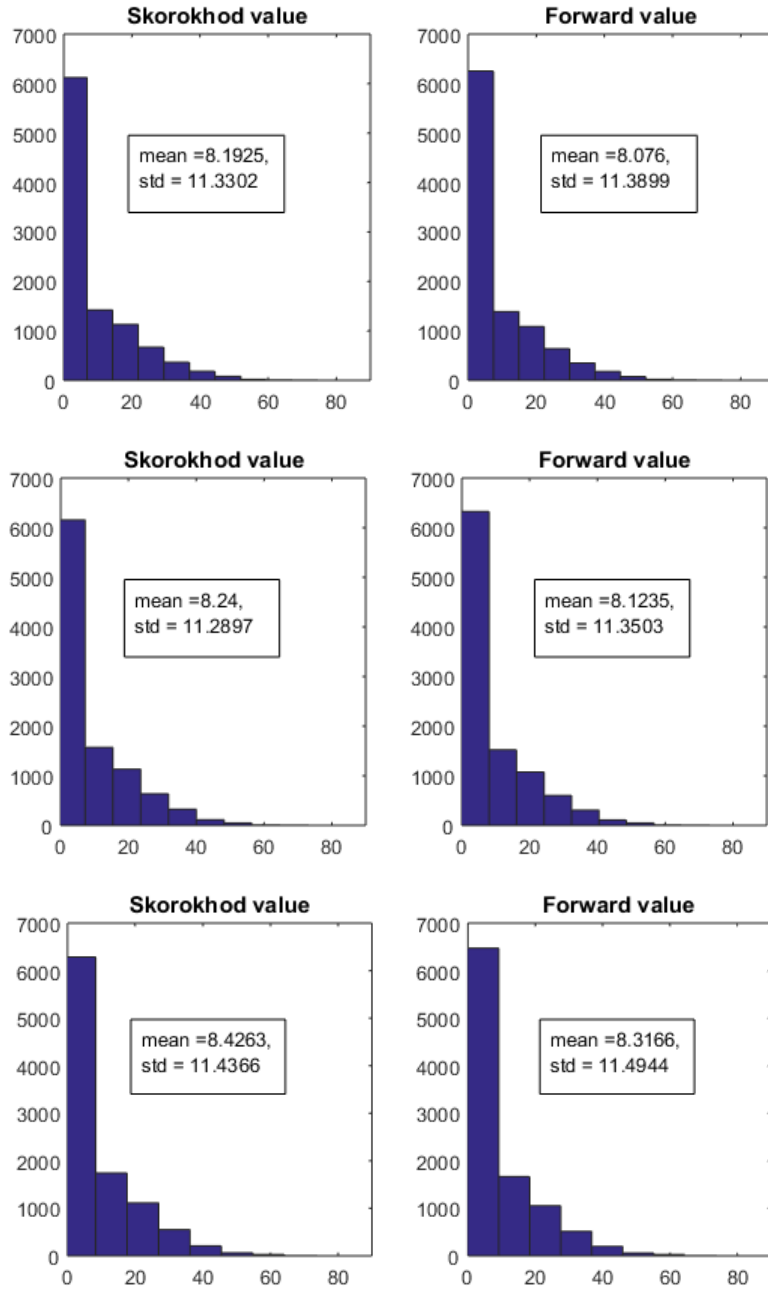 Skorokhod value
7000
6000
5000
4000
3000
2000
1000
0
mean =8.1925,
std = 11.3302
0 20 40 60 80
Forward value
7000
6000
5000
4000
3000
2000
1000
0
mean =8.076,
std = 11.3899
0 20 40 60 80
Skorokhod value
7000
6000
5000
4000
3000
2000
1000
0
mean =8.24,
std = 11.2897
0 20 40 60 80
Forward value
7000
6000
5000
4000
3000
2000
1000
0
mean =8.1235,
std = 11.3503
0 20 40 60 80
Skorokhod value
7000
6000
5000
4000
3000
2000
1000
0
mean =8.4263,
std = 11.4366
0 20 40 60 80
Forward value
7000
6000
5000
4000
3000
2000
1000
0
mean =8.3166,
std = 11.4944
0 20 40 60 80